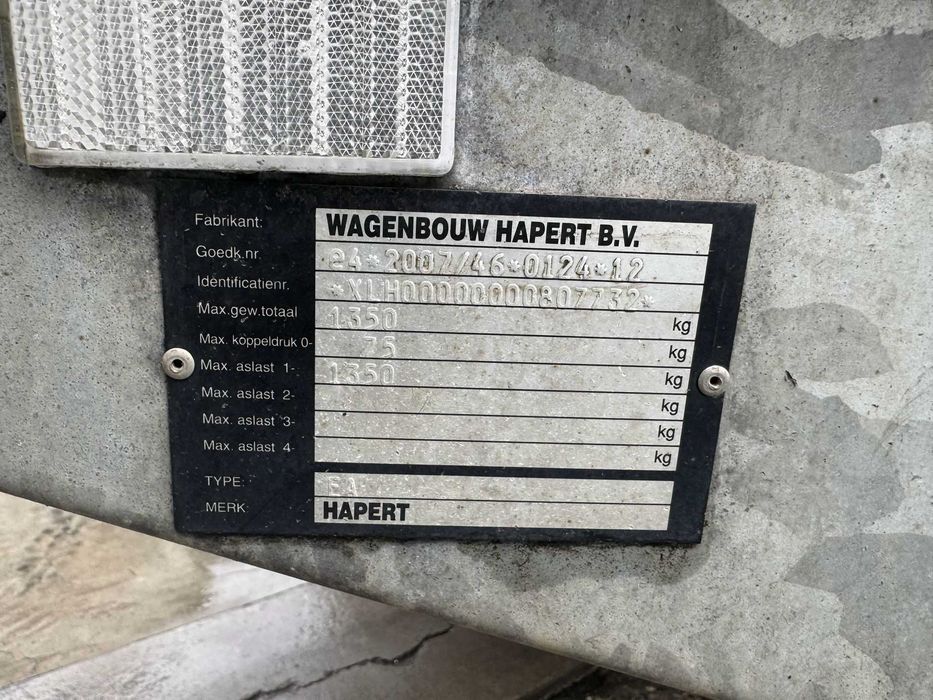 Fabrikant: WAGENBOUW HAPERT B.V.
Goedk.nr. e4*2007/46*0124*12
Identificatienr. *XLH00000000807732*
Max.gew.totaal 1350 kg
Max. koppeldruk 0- 75 kg
Max. aslast 1- 1350 kg
Max. aslast 2- kg
Max. aslast 3- kg
Max. aslast 4- kg
TYPE:
MERK: HAPERT